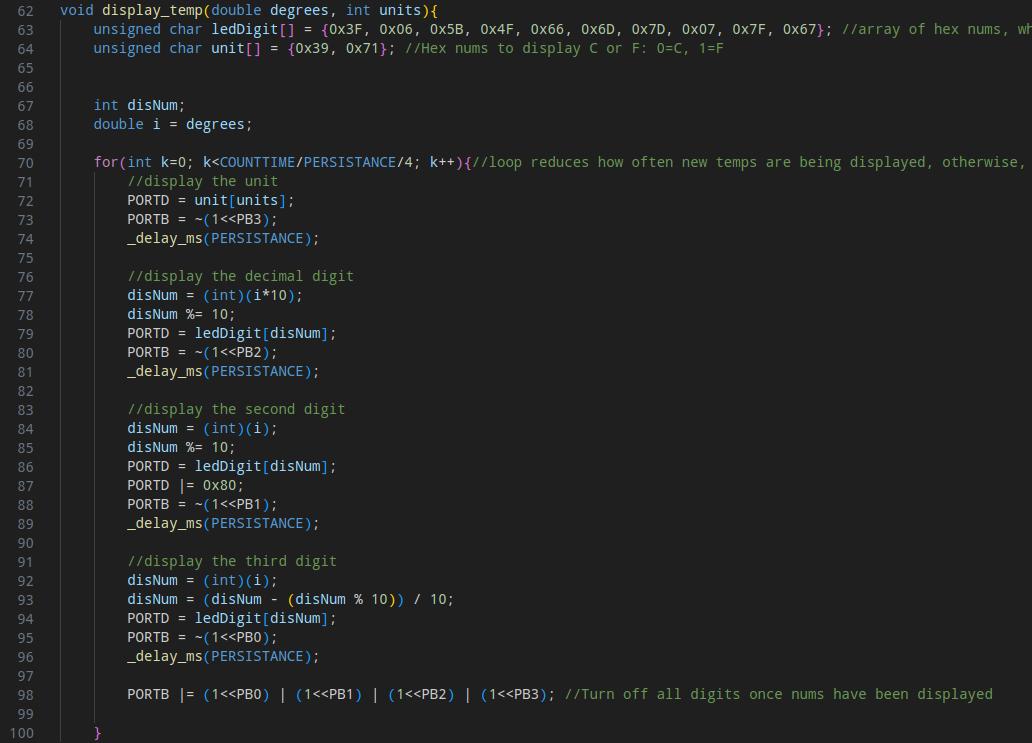 62 void display_temp(double degrees, int units){
63 unsigned char ledDigit[] = {0x3F, 0x06, 0x5B, 0x4F, 0x66, 0x6D, 0x7D, 0x07, 0x7F, 0x67}; //array of hex nums, wh
64 unsigned char unit[] = {0x39, 0x71}; //Hex nums to display C or F: 0=C, 1=F
65
66
67 int disNum;
68 double i = degrees;
69
70 for(int k=0; k<COUNTTIME/PERSISTANCE/4; k++){//loop reduces how often new temps are being displayed, otherwise,
71 //display the unit
72 PORTD = unit[units];
73 PORTB = ~(1<<PB3);
74 _delay_ms(PERSISTANCE);
75
76 //display the decimal digit
77 disNum = (int)(i*10);
78 disNum %= 10;
79 PORTD = ledDigit[disNum];
80 PORTB = ~(1<<PB2);
81 _delay_ms(PERSISTANCE);
82
83 //display the second digit
84 disNum = (int)(i);
85 disNum %= 10;
86 PORTD = ledDigit[disNum];
87 PORTD |= 0x80;
88 PORTB = ~(1<<PB1);
89 _delay_ms(PERSISTANCE);
90
91 //display the third digit
92 disNum = (int)(i);
93 disNum = (disNum - (disNum % 10)) / 10;
94 PORTD = ledDigit[disNum];
95 PORTB = ~(1<<PB0);
96 _delay_ms(PERSISTANCE);
97
98 PORTB |= (1<<PB0) | (1<<PB1) | (1<<PB2) | (1<<PB3); //Turn off all digits once nums have been displayed
99
100 }